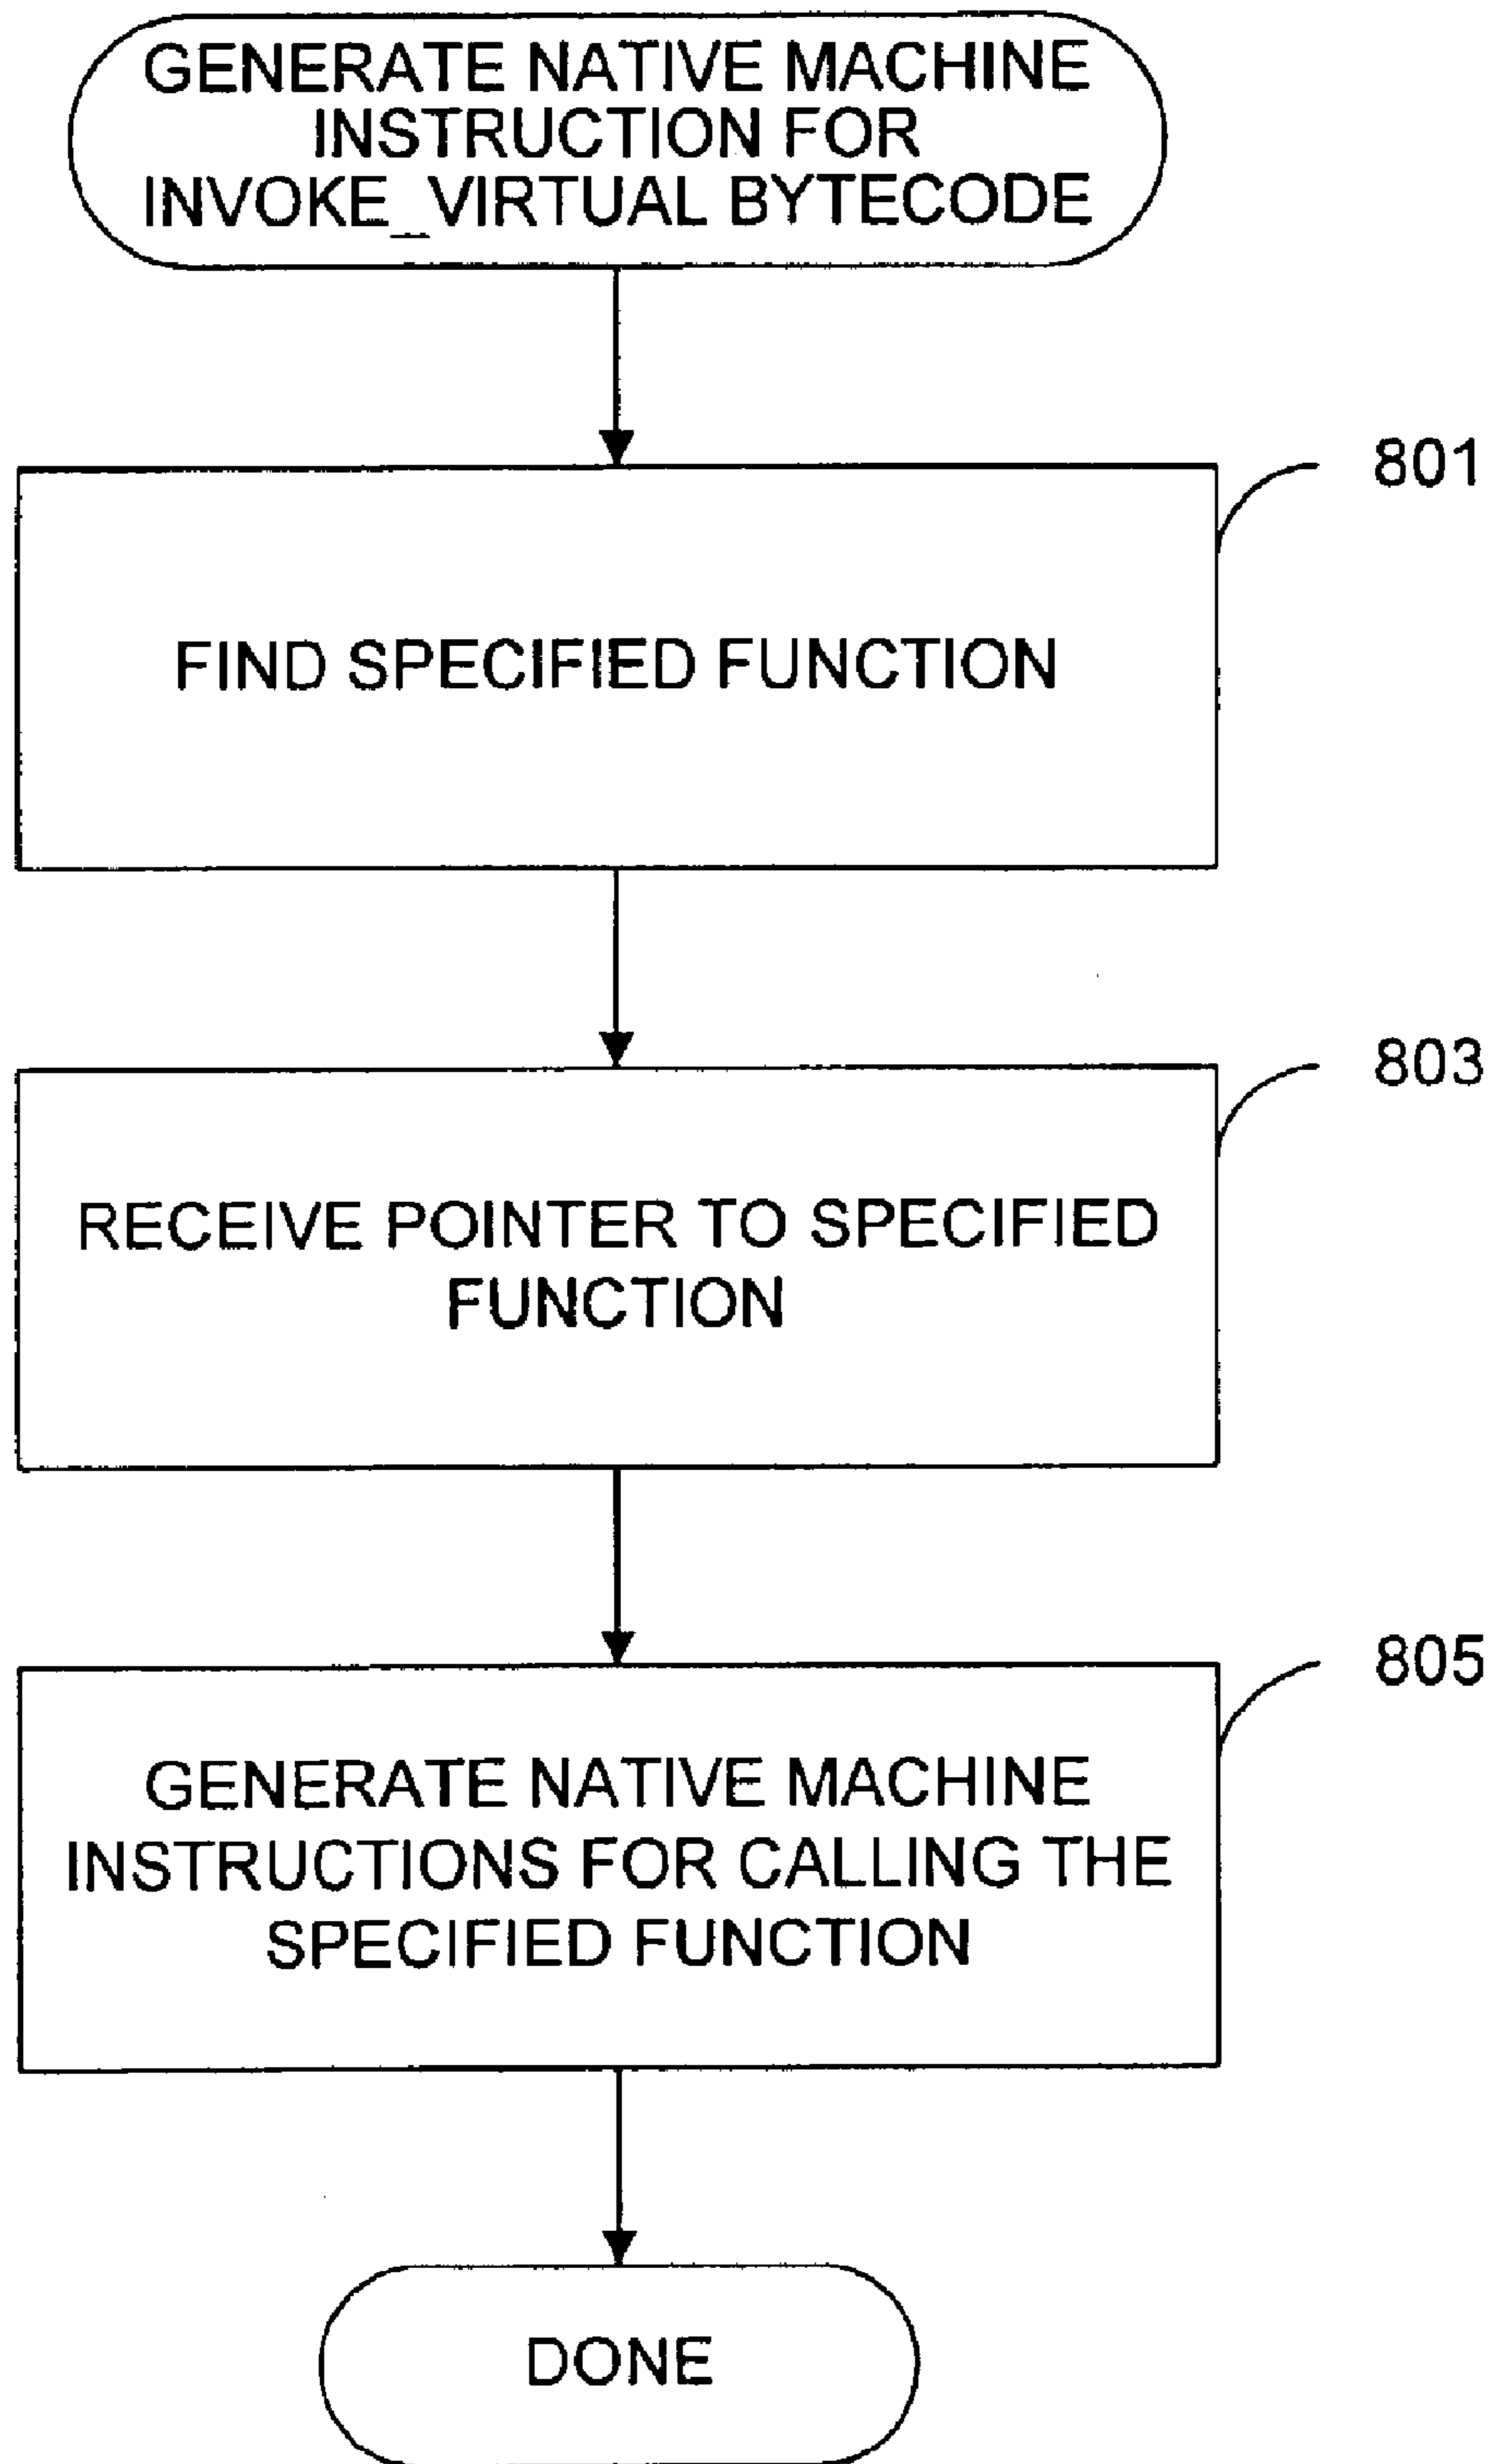 GENERATE NATIVE MACHINE
INSTRUCTION FOR
INVOKE_VIRTUAL BYTECODE
801
FIND SPECIFIED FUNCTION
803
RECEIVE POINTER TO SPECIFIED
FUNCTION
805
GENERATE NATIVE MACHINE
INSTRUCTIONS FOR CALLING THE
SPECIFIED FUNCTION
DONE